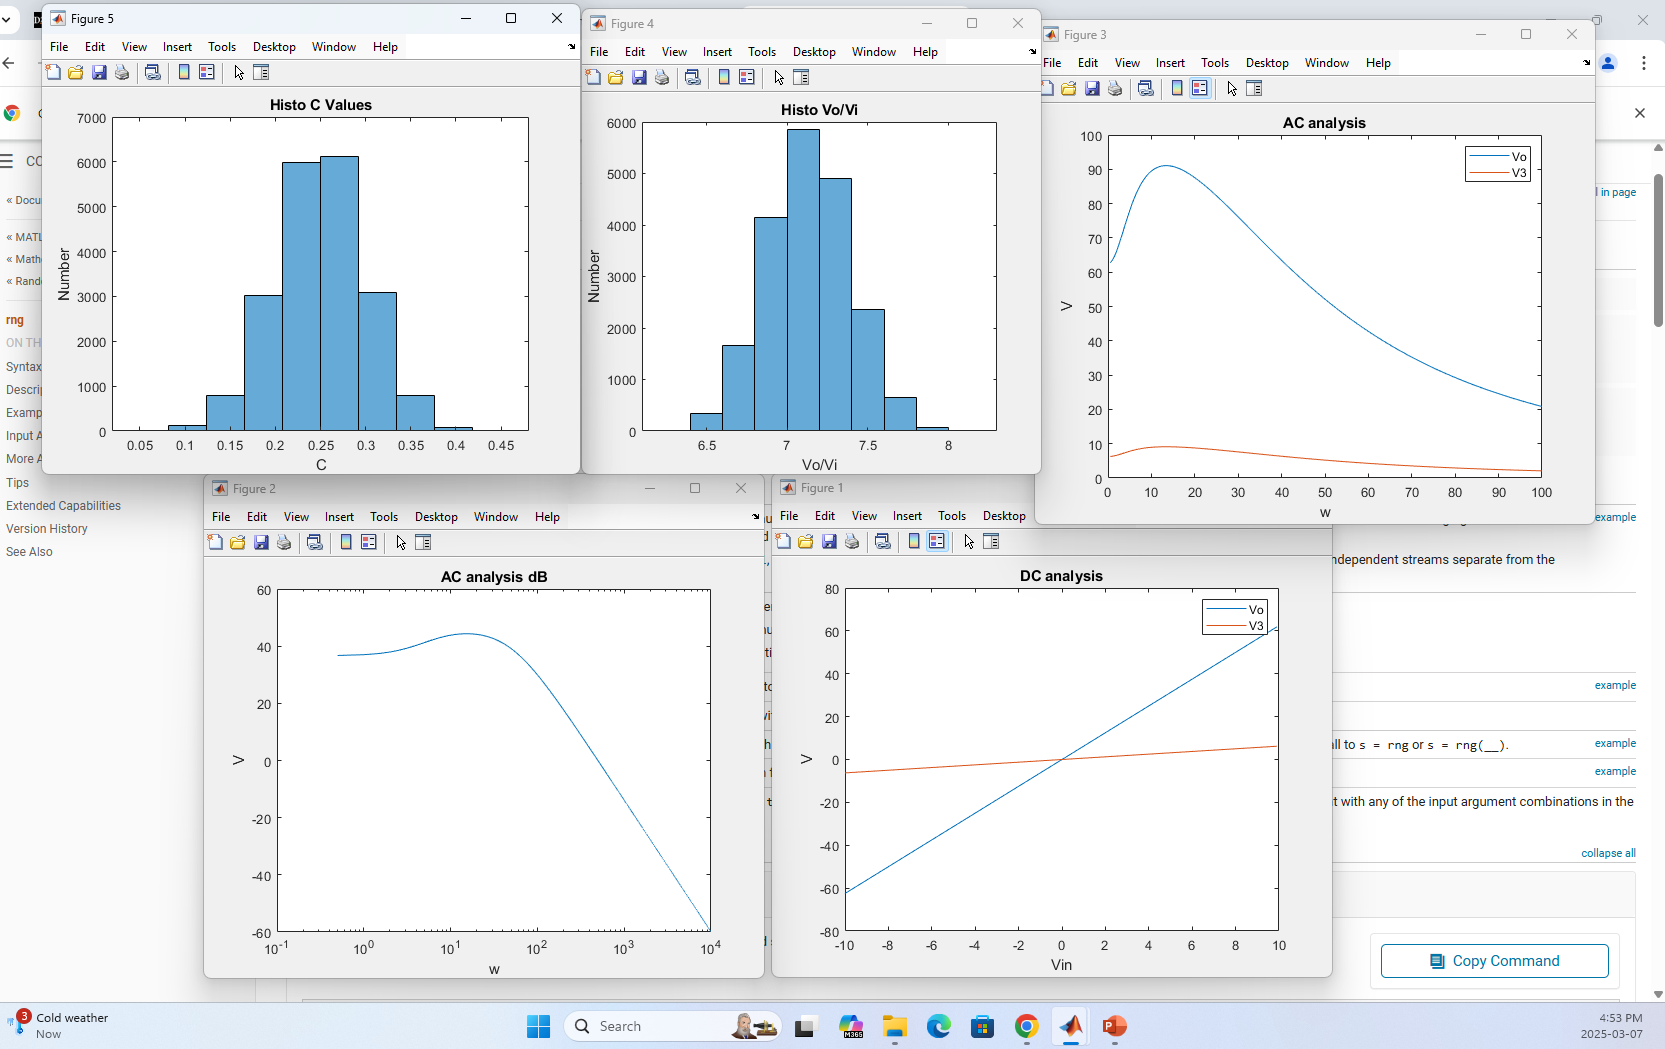 Figure 5
File Edit View Insert Tools Desktop Window Help
Histo C Values
7000
6000
5000
4000
3000
2000
1000
0
Number
0.05 0.1 0.15 0.2 0.25 0.3 0.35 0.4 0.45
C
Figure 4
File Edit View Insert Tools Desktop Window Help
Histo Vo/Vi
6000
5000
4000
3000
2000
1000
0
Number
6.5 7 7.5 8
Vo/Vi
Figure 3
File Edit View Insert Tools Desktop Window Help
AC analysis
Vo
V3
100
90
80
70
60
50
40
30
20
10
0
V
0 10 20 30 40 50 60 70 80 90 100
w
CO
« Docu
« MATL
« Math
« Rand
rng
ON TH
Syntax
Descrip
Examp
Input A
More A
Tips
Extended Capabilities
Version History
See Also
Figure 2
File Edit View Insert Tools Desktop Window Help
AC analysis dB
60
40
20
0
-20
-40
-60
V
10-1 100 101 102 103 104
w
Figure 1
File Edit View Insert Tools Desktop
DC analysis
Vo
V3
80
60
40
20
0
-20
-40
-60
-80
V
-10 -8 -6 -4 -2 0 2 4 6 8 10
Vin
l in page
example
ndependent streams separate from the
example
ll to s = rng or s = rng(__).
example
example
t with any of the input argument combinations in the
collapse all
Copy Command
3
Cold weather
Now
Search
M365
4:53 PM
2025-03-07